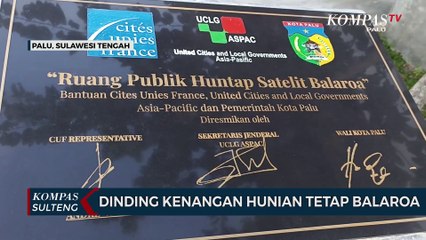 PALU, SULAWESI TENGAH
KOMPAS TV
PALU
cités
unies
france
UCLG
ASPAC
United Cities and Local Governments
Asia-Pasific
KOTA PALU
"Ruang Publik Huntap Satelit Balaroa"
Bantuan Cites Unies France, United Cities and Local Governments
Asia-Pacific dan Pemerintah Kota Palu
Diresmikan oleh:
CUF REPRESENTATIVE
SEKRETARIS JENDERAL
UCLG ASPAC
WALI KOTA PALU
KOMPAS
SULTENG
DINDING KENANGAN HUNIAN TETAP BALAROA